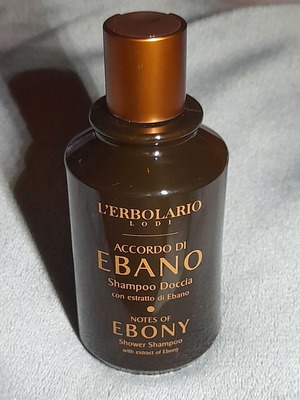 L'ERBOLARIO
LODI
ACCORDO DI
EBANO
Shampoo Doccia
con estratto di Ebano
NOTES OF
EBONY
Shower Shampoo
with extract of Ebony